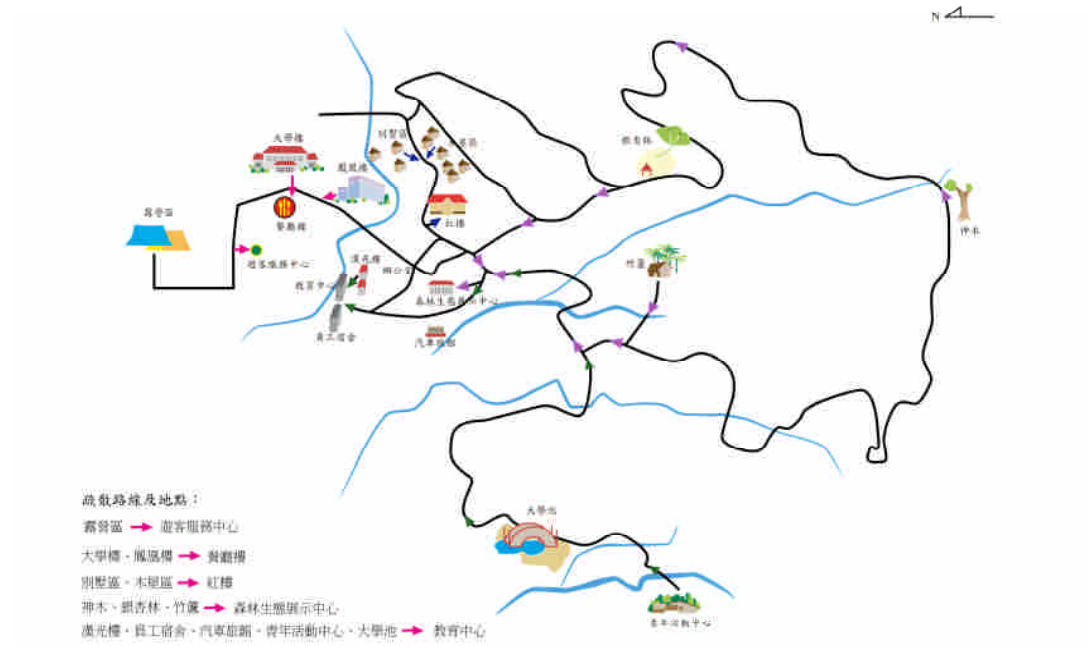 N
大學樓
別墅區
鳳凰樓
銀杏林
露營區
餐廳樓
紅樓
神木
遊客服務中心
漢光樓
辦公室
竹廬
教育中心
森林生態展示中心
員工宿舍
汽車旅館
大學池
青年活動中心
疏散路線及地點：
露營區 → 遊客服務中心
大學樓、鳳凰樓 → 餐廳樓
別墅區、木屋區 → 紅樓
神木、銀杏林、竹廬 → 森林生態展示中心
漢光樓、員工宿舍、汽車旅館、青年活動中心、大學池 → 教育中心